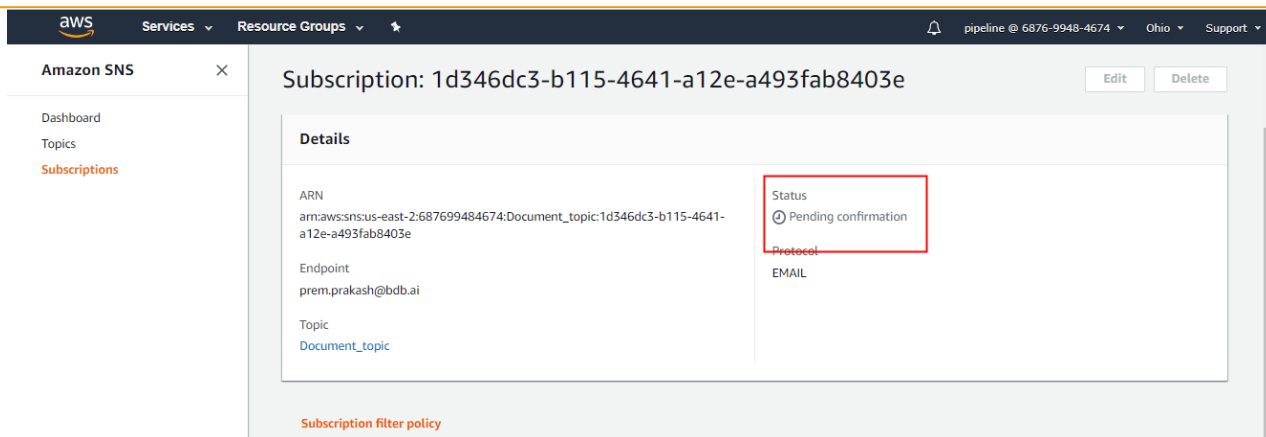 aws Services Resource Groups pipeline @ 6876-9948-4674 Ohio Support
Amazon SNS
Dashboard
Topics
Subscriptions
Subscription: 1d346dc3-b115-4641-a12e-a493fab8403e
Edit Delete
Details
ARN
arn:aws:sns:us-east-2:687699484674:Document_topic:1d346dc3-b115-4641-
a12e-a493fab8403e
Endpoint
prem.prakash@bdb.ai
Topic
Document_topic
Status
Pending confirmation
Protocol
EMAIL
Subscription filter policy